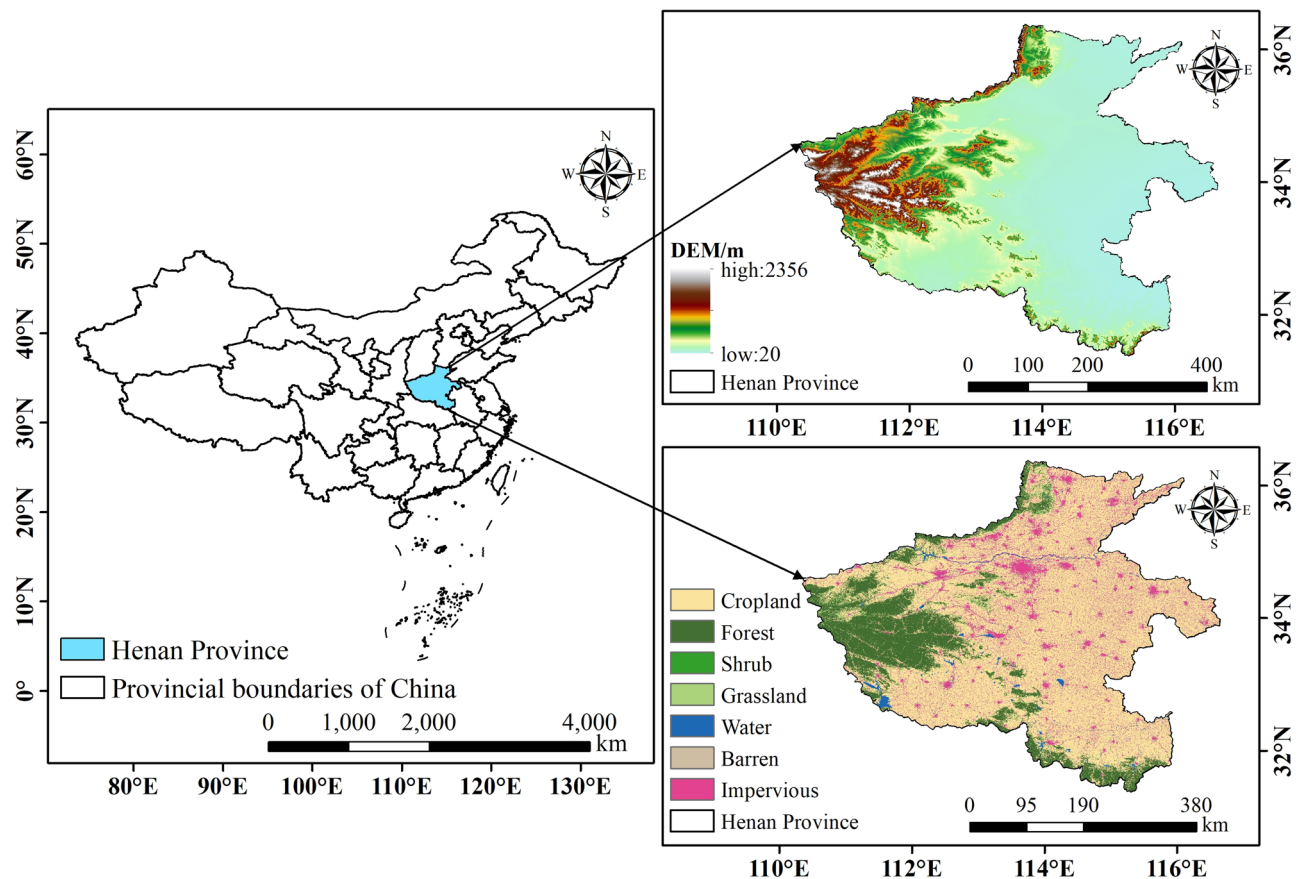 N
W
E
S
60°N
50°N
40°N
30°N
20°N
10°N
0°
Henan Province
Provincial boundaries of China
0 1,000 2,000 4,000
km
80°E 90°E 100°E 110°E 120°E 130°E
N
W
E
S
36°N
34°N
32°N
DEM/m
high:2356
low:20
Henan Province
0 100 200 400
km
110°E 112°E 114°E 116°E
N
W
E
S
36°N
34°N
32°N
Cropland
Forest
Shrub
Grassland
Water
Barren
Impervious
Henan Province
0 95 190 380
km
110°E 112°E 114°E 116°E